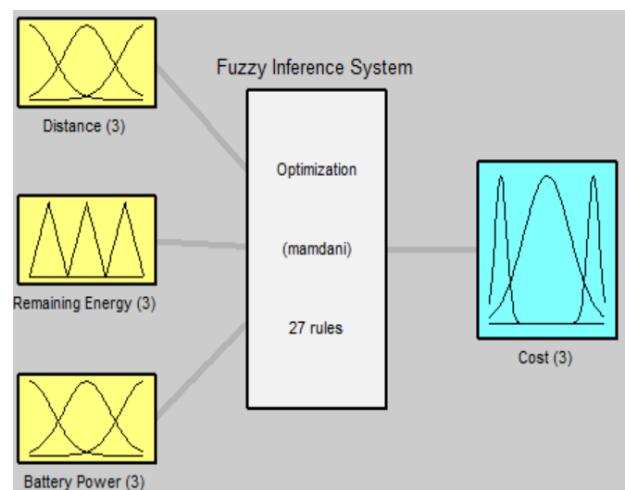 Fuzzy Inference System
Distance (3)
Remaining Energy (3)
Battery Power (3)
Optimization
(mamdani)
27 rules
Cost (3)